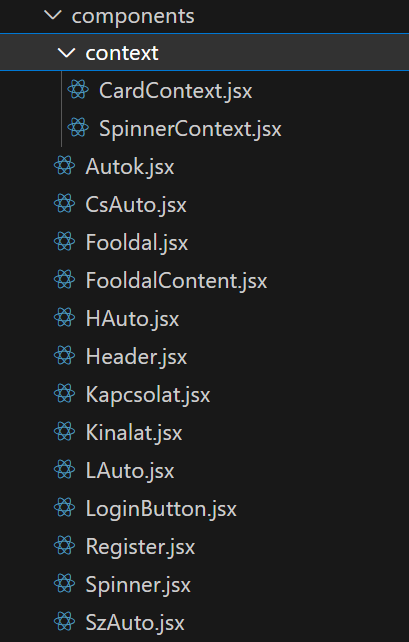 components
context
CardContext.jsx
SpinnerContext.jsx
Autok.jsx
CsAuto.jsx
Fooldal.jsx
FooldalContent.jsx
HAuto.jsx
Header.jsx
Kapcsolat.jsx
Kinalat.jsx
LAuto.jsx
LoginButton.jsx
Register.jsx
Spinner.jsx
SzAuto.jsx